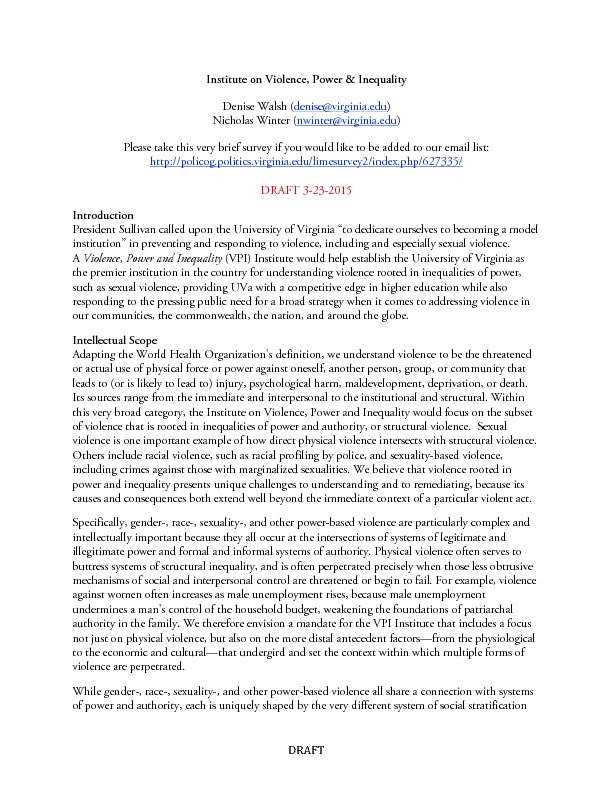 Institute on Violence, Power & Inequality
Denise Walsh (denise@virginia.edu)
Nicholas Winter (nwinter@virginia.edu)
Please take this very brief survey if you would like to be added to our email list:
http://policog.politics.virginia.edu/limesurvey2/index.php/627335/
DRAFT 3-23-2015
Introduction
President Sullivan called upon the University of Virginia “to dedicate ourselves to becoming a model
institution” in preventing and responding to violence, including and especially sexual violence.
A Violence, Power and Inequality (VPI) Institute would help establish the University of Virginia as
the premier institution in the country for understanding violence rooted in inequalities of power,
such as sexual violence, providing UVa with a competitive edge in higher education while also
responding to the pressing public need for a broad strategy when it comes to addressing violence in
our communities, the commonwealth, the nation, and around the globe.
Intellectual Scope
Adapting the World Health Organization’s definition, we understand violence to be the threatened
or actual use of physical force or power against oneself, another person, group, or community that
leads to (or is likely to lead to) injury, psychological harm, maldevelopment, deprivation, or death.
Its sources range from the immediate and interpersonal to the institutional and structural. Within
this very broad category, the Institute on Violence, Power and Inequality would focus on the subset
of violence that is rooted in inequalities of power and authority, or structural violence.  Sexual
violence is one important example of how direct physical violence intersects with structural violence.
Others include racial violence, such as racial profiling by police, and sexuality-based violence,
including crimes against those with marginalized sexualities. We believe that violence rooted in
power and inequality presents unique challenges to understanding and to remediating, because its
causes and consequences both extend well beyond the immediate context of a particular violent act.
Specifically, gender-, race-, sexuality-, and other power-based violence are particularly complex and
intellectually important because they all occur at the intersections of systems of legitimate and
illegitimate power and formal and informal systems of authority. Physical violence often serves to
buttress systems of structural inequality, and is often perpetrated precisely when those less obtrusive
mechanisms of social and interpersonal control are threatened or begin to fail. For example, violence
against women often increases as male unemployment rises, because male unemployment
undermines a man’s control of the household budget, weakening the foundations of patriarchal
authority in the family. We therefore envision a mandate for the VPI Institute that includes a focus
not just on physical violence, but also on the more distal antecedent factors—from the physiological
to the economic and cultural—that undergird and set the context within which multiple forms of
violence are perpetrated.
While gender-, race-, sexuality-, and other power-based violence all share a connection with systems
of power and authority, each is uniquely shaped by the very different system of social stratification
DRAFT